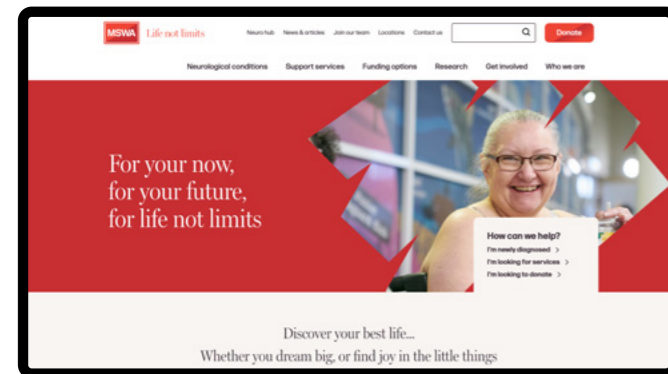 MSWA Life not limits
Neuro hub News & articles Join our team Locations Contact us Donate
Neurological conditions Support services Funding options Research Get involved Who we are
For your now,
for your future,
for life not limits
How can we help?
I'm newly diagnosed >
I'm looking for services >
I'm looking to donate >
Discover your best life...
Whether you dream big, or find joy in the little things